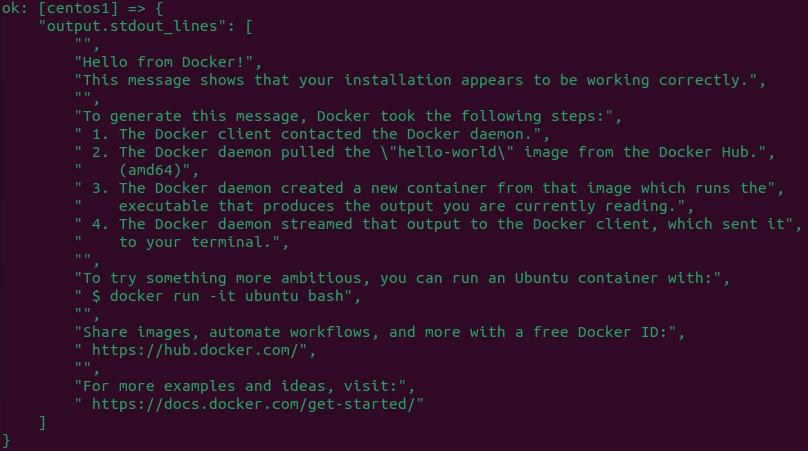 ok: [centos1] => {
    "output.stdout_lines": [
        "",
        "Hello from Docker!",
        "This message shows that your installation appears to be working correctly.",
        "",
        "To generate this message, Docker took the following steps:",
        " 1. The Docker client contacted the Docker daemon.",
        " 2. The Docker daemon pulled the \"hello-world\" image from the Docker Hub.",
        "    (amd64)",
        " 3. The Docker daemon created a new container from that image which runs the",
        "    executable that produces the output you are currently reading.",
        " 4. The Docker daemon streamed that output to the Docker client, which sent it",
        "    to your terminal.",
        "",
        "To try something more ambitious, you can run an Ubuntu container with:",
        " $ docker run -it ubuntu bash",
        "",
        "Share images, automate workflows, and more with a free Docker ID:",
        " https://hub.docker.com/",
        "",
        "For more examples and ideas, visit:",
        " https://docs.docker.com/get-started/"
    ]
}